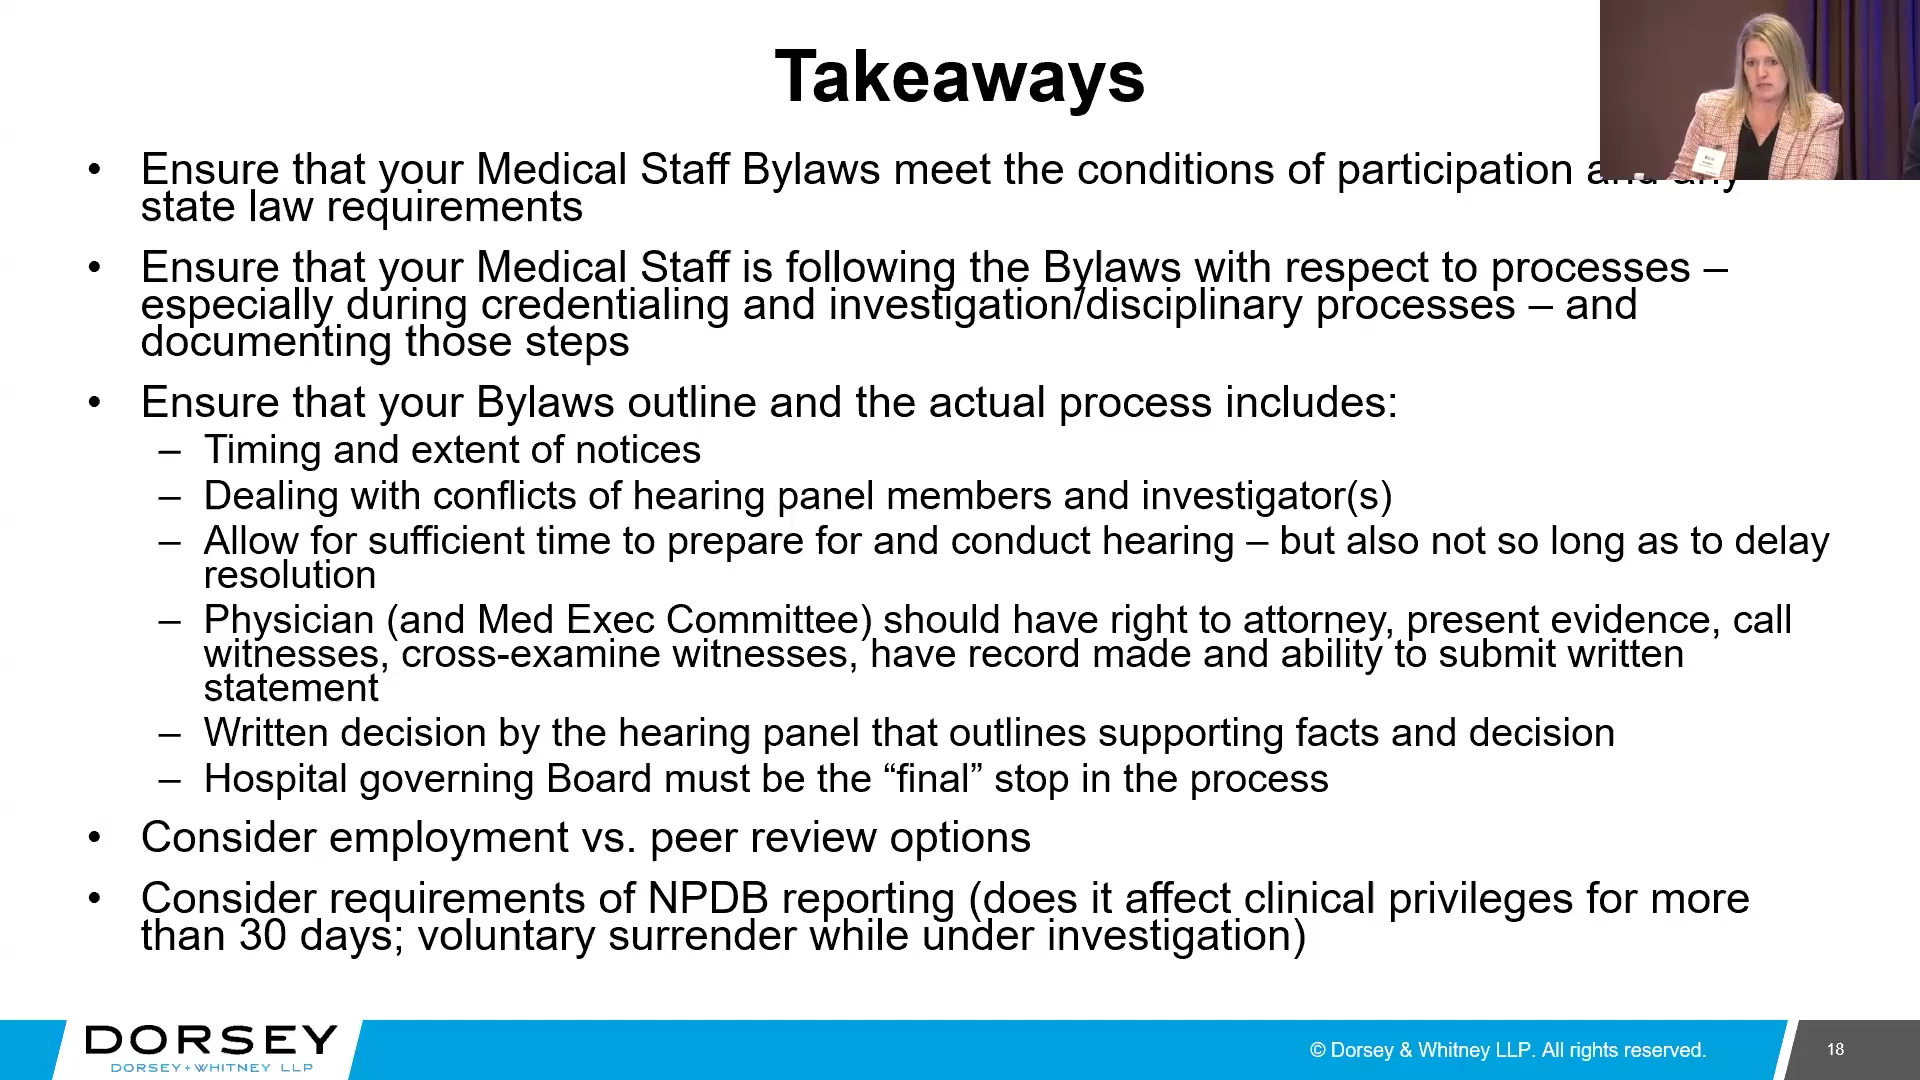 Takeaways
• Ensure that your Medical Staff Bylaws meet the conditions of participation and any
state law requirements
• Ensure that your Medical Staff is following the Bylaws with respect to processes –
especially during credentialing and investigation/disciplinary processes – and
documenting those steps
• Ensure that your Bylaws outline and the actual process includes:
– Timing and extent of notices
– Dealing with conflicts of hearing panel members and investigator(s)
– Allow for sufficient time to prepare for and conduct hearing – but also not so long as to delay
resolution
– Physician (and Med Exec Committee) should have right to attorney, present evidence, call
witnesses, cross-examine witnesses, have record made and ability to submit written
statement
– Written decision by the hearing panel that outlines supporting facts and decision
– Hospital governing Board must be the “final” stop in the process
• Consider employment vs. peer review options
• Consider requirements of NPDB reporting (does it affect clinical privileges for more
than 30 days; voluntary surrender while under investigation)
DORSEY
DORSEY + WHITNEY LLP
© Dorsey & Whitney LLP. All rights reserved.
18